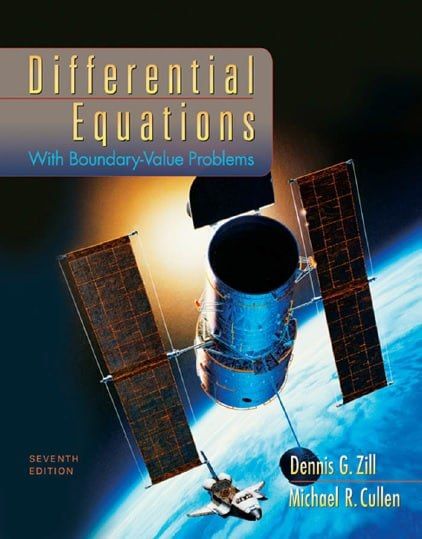 Differential
Equations
With Boundary-Value Problems
SEVENTH
EDITION
Dennis G. Zill
Michael R. Cullen